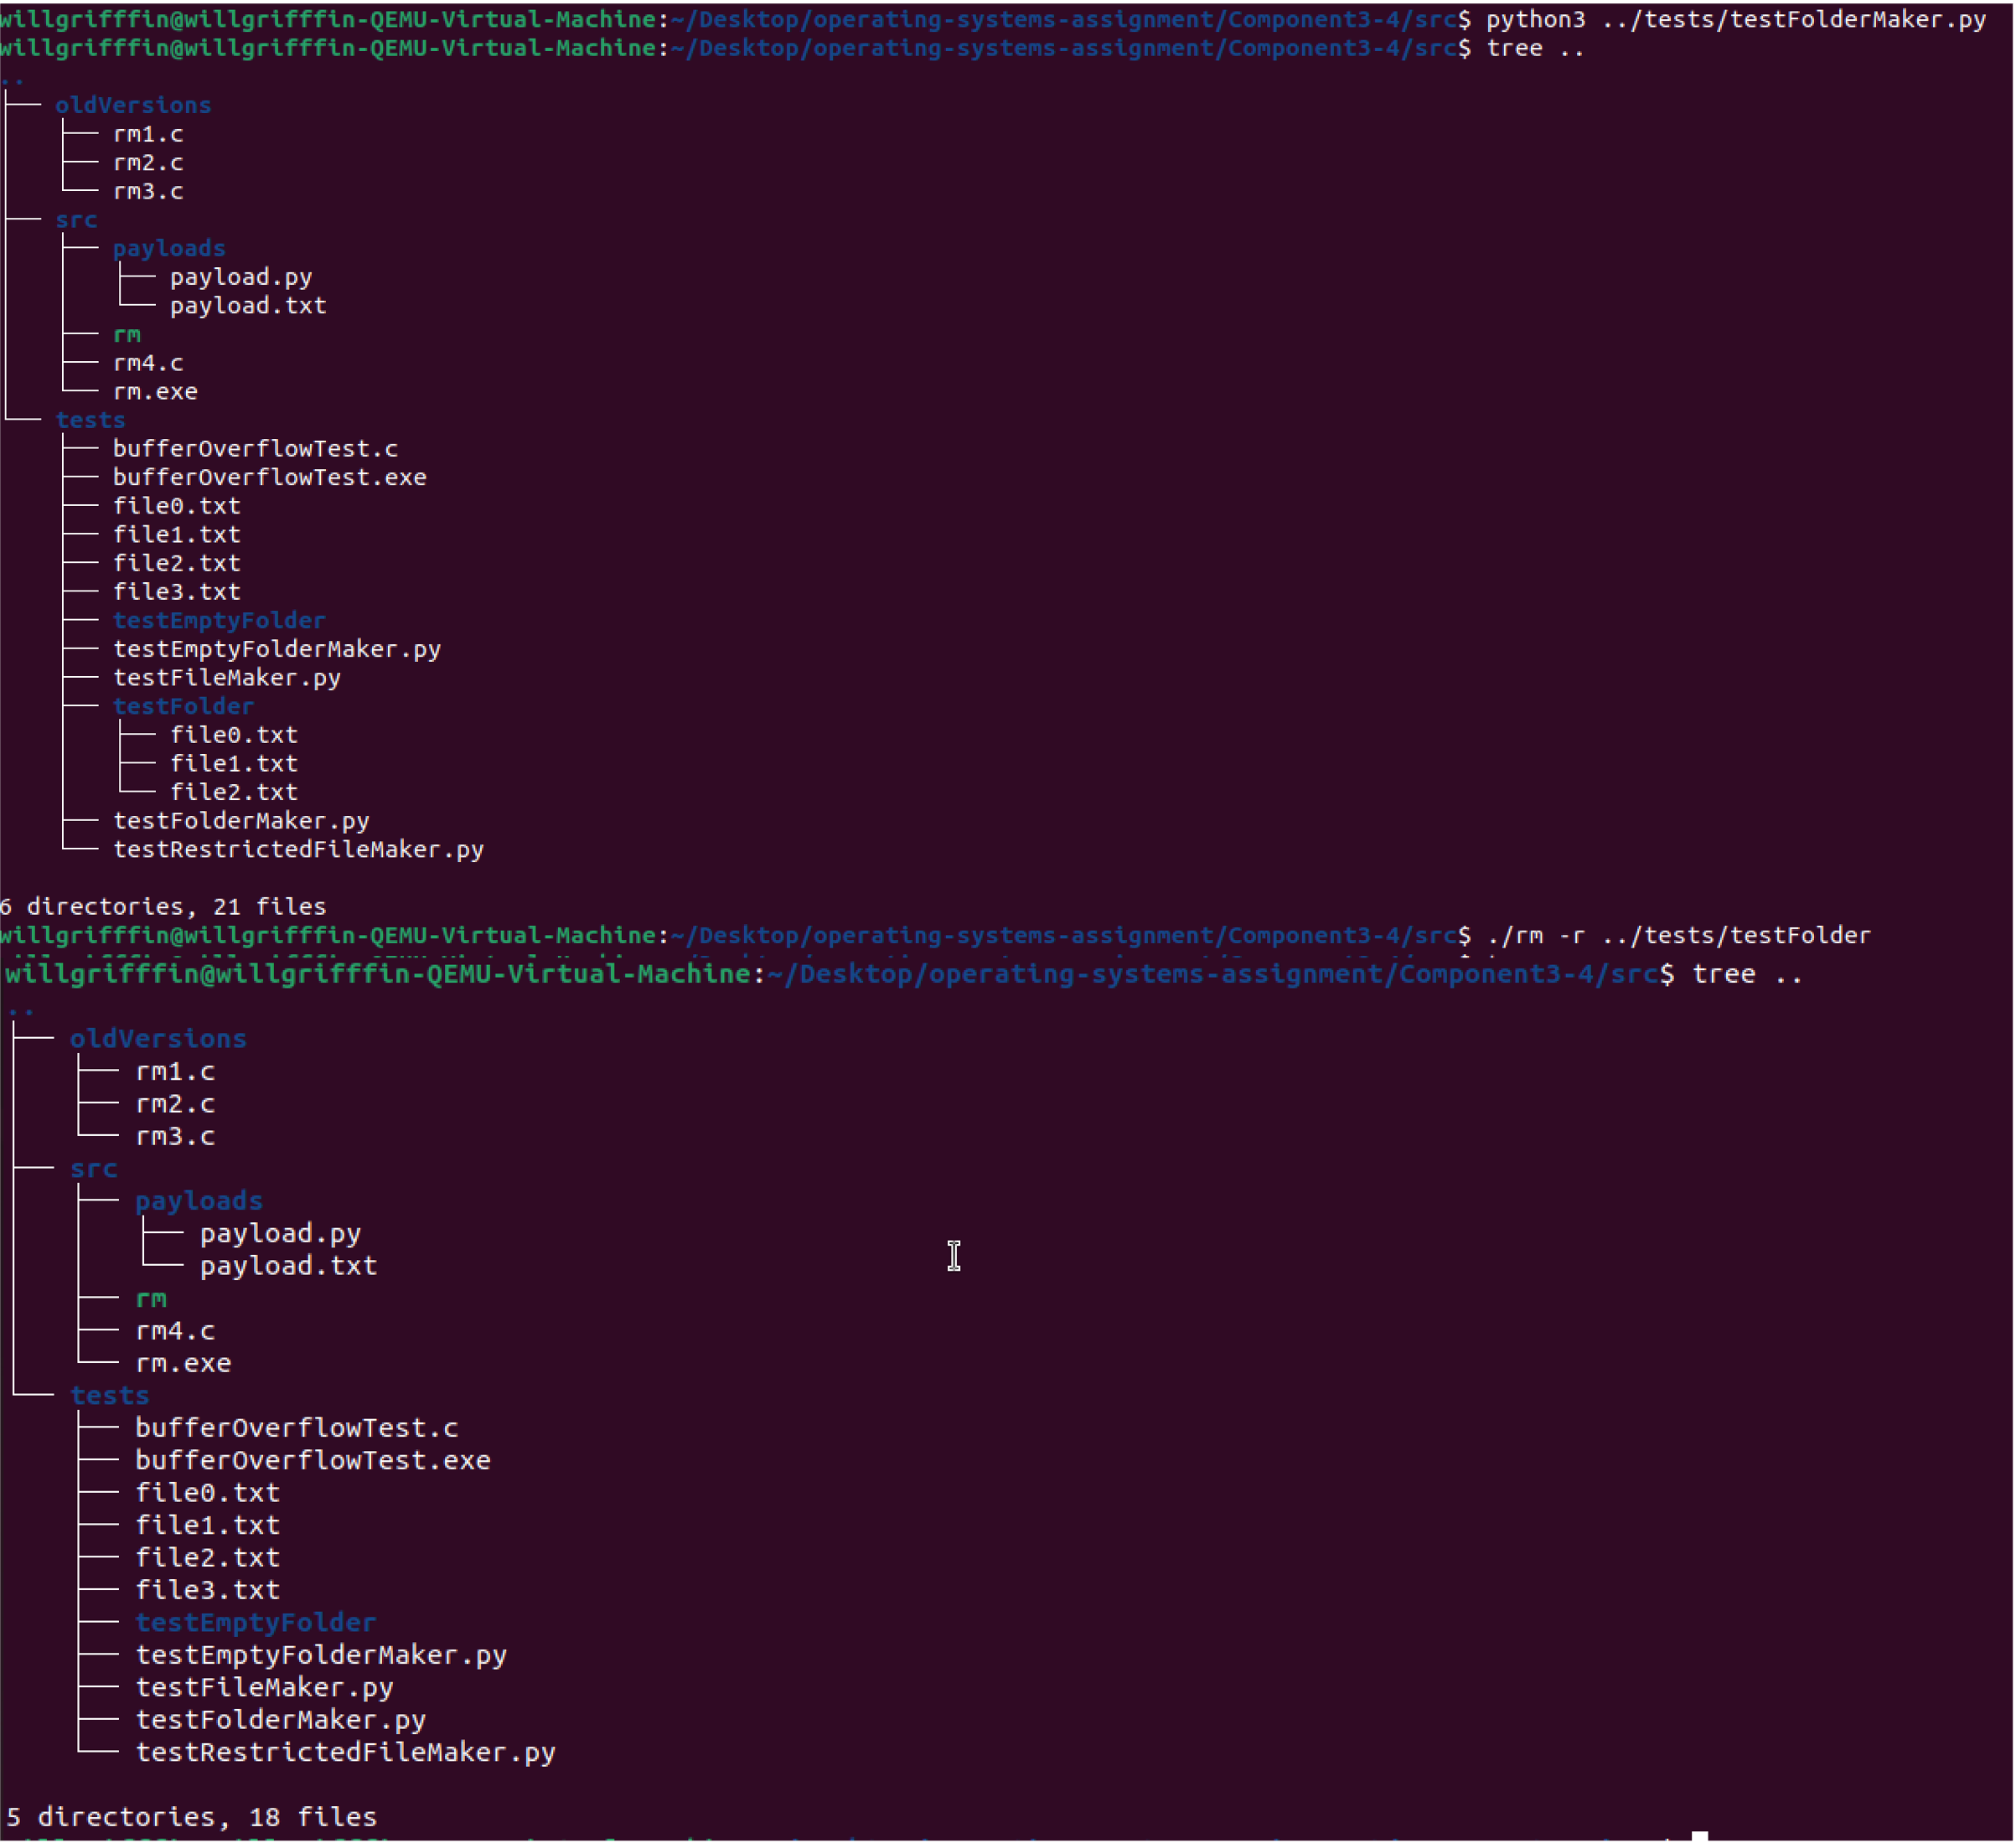 willgrifffin@willgrifffin-QEMU-Virtual-Machine:~/Desktop/operating-systems-assignment/Component3-4/src$ python3 ../tests/testFolderMaker.py
willgrifffin@willgrifffin-QEMU-Virtual-Machine:~/Desktop/operating-systems-assignment/Component3-4/src$ tree ..
..
├── oldVersions
│   ├── rm1.c
│   ├── rm2.c
│   └── rm3.c
├── src
│   ├── payloads
│   │   ├── payload.py
│   │   └── payload.txt
│   ├── rm
│   ├── rm4.c
│   └── rm.exe
└── tests
    ├── bufferOverflowTest.c
    ├── bufferOverflowTest.exe
    ├── file0.txt
    ├── file1.txt
    ├── file2.txt
    ├── file3.txt
    ├── testEmptyFolder
    ├── testEmptyFolderMaker.py
    ├── testFileMaker.py
    ├── testFolder
    │   ├── file0.txt
    │   ├── file1.txt
    │   └── file2.txt
    ├── testFolderMaker.py
    └── testRestrictedFileMaker.py
6 directories, 21 files
willgrifffin@willgrifffin-QEMU-Virtual-Machine:~/Desktop/operating-systems-assignment/Component3-4/src$ ./rm -r ../tests/testFolder
willgrifffin@willgrifffin-QEMU-Virtual-Machine:~/Desktop/operating-systems-assignment/Component3-4/src$ tree ..
..
├── oldVersions
│   ├── rm1.c
│   ├── rm2.c
│   └── rm3.c
├── src
│   ├── payloads
│   │   ├── payload.py
│   │   └── payload.txt
│   ├── rm
│   ├── rm4.c
│   └── rm.exe
└── tests
    ├── bufferOverflowTest.c
    ├── bufferOverflowTest.exe
    ├── file0.txt
    ├── file1.txt
    ├── file2.txt
    ├── file3.txt
    ├── testEmptyFolder
    ├── testEmptyFolderMaker.py
    ├── testFileMaker.py
    ├── testFolderMaker.py
    └── testRestrictedFileMaker.py
5 directories, 18 files